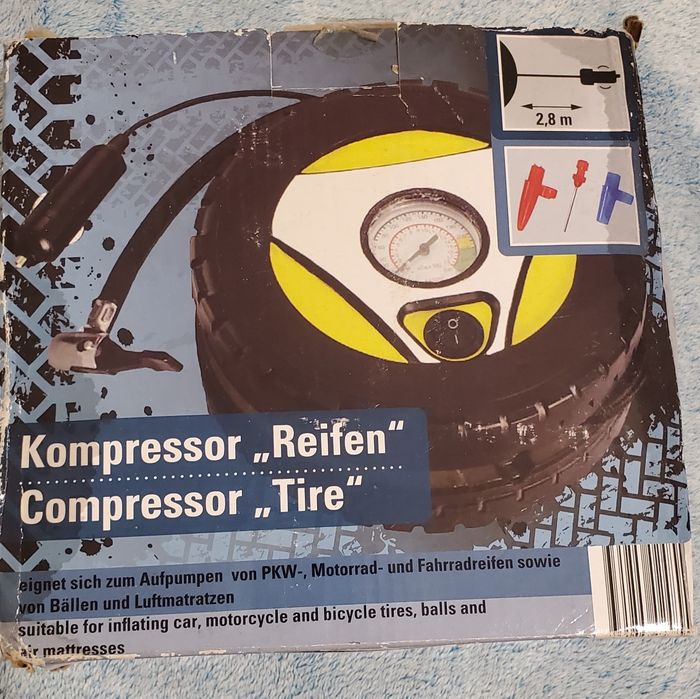 2,8 m
Kompressor „Reifen“
Compressor „Tire“
eignet sich zum Aufpumpen von PKW-, Motorrad- und Fahrradreifen sowie
von Bällen und Luftmatratzen
suitable for inflating car, motorcycle and bicycle tires, balls and
air mattresses